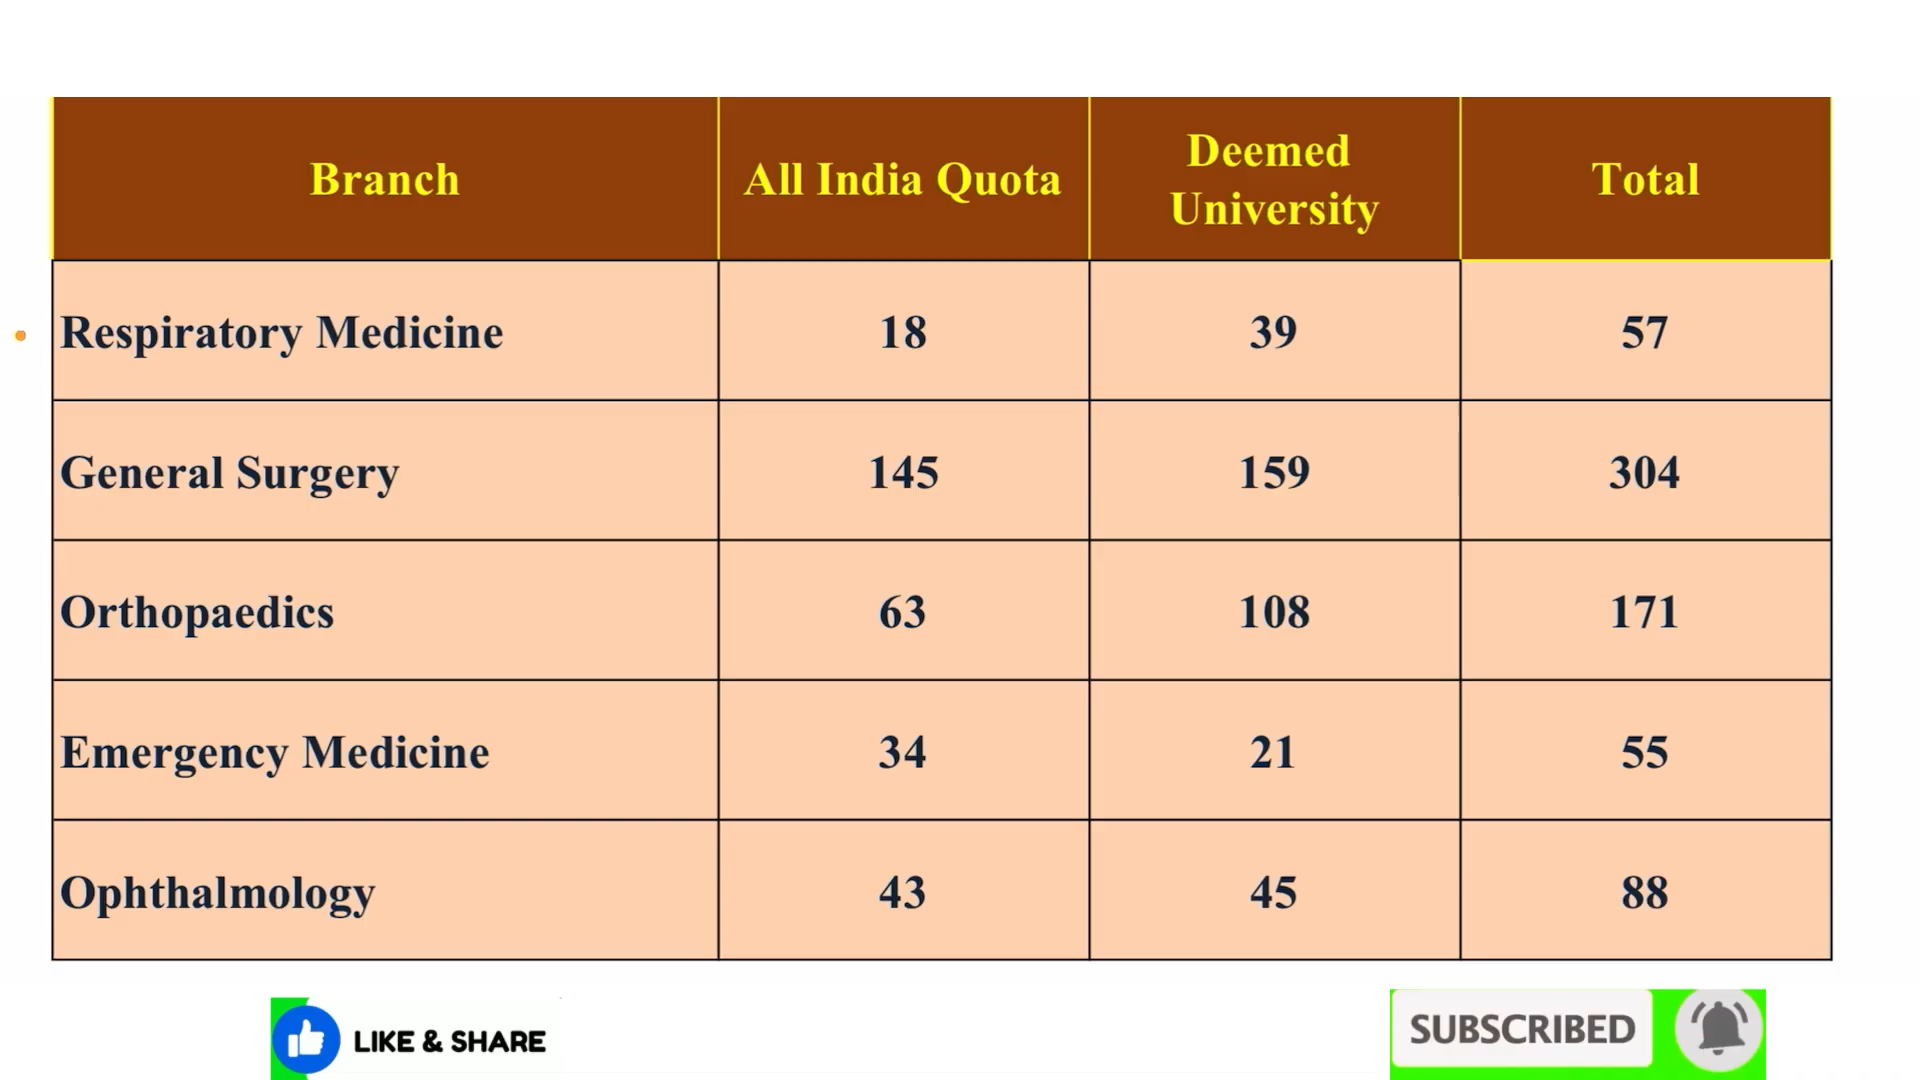 Branch All India Quota Deemed University Total
Respiratory Medicine 18 39 57
General Surgery 145 159 304
Orthopaedics 63 108 171
Emergency Medicine 34 21 55
Ophthalmology 43 45 88
LIKE & SHARE SUBSCRIBED